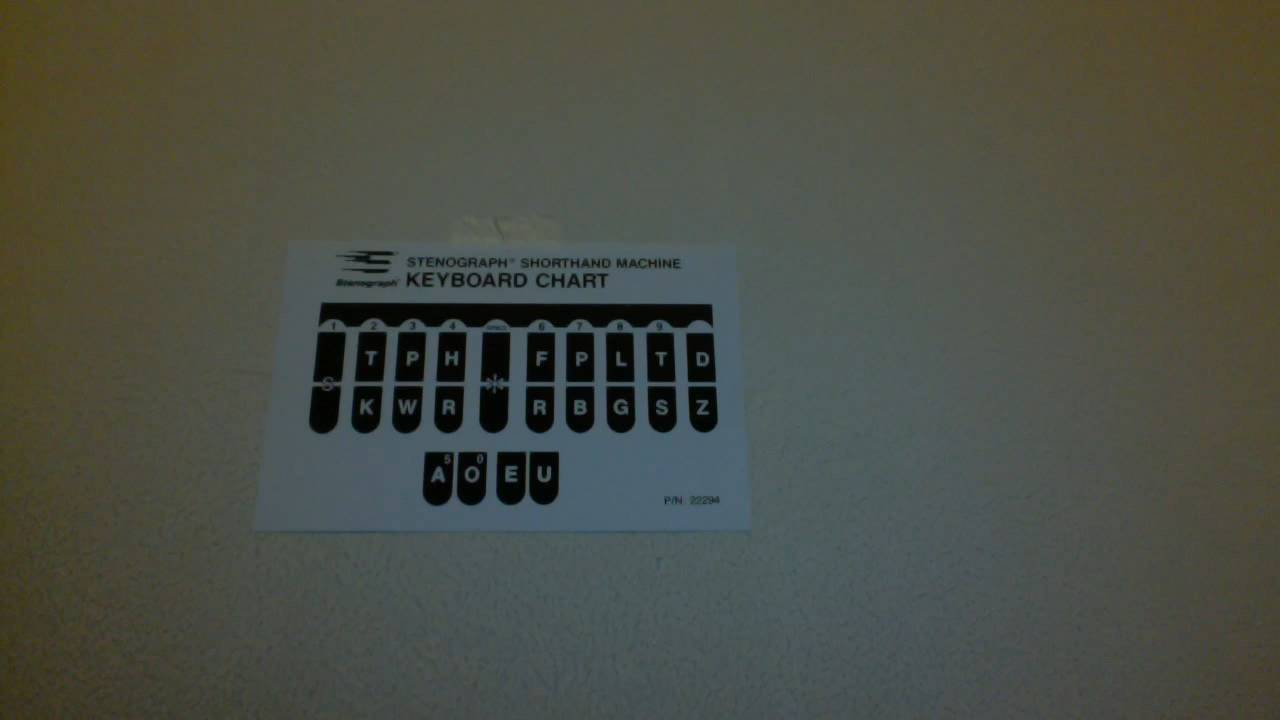 STENOGRAPH® SHORTHAND MACHINE
Stenograph® KEYBOARD CHART
1 2 3 4 6 7 8 9
T P H F P L T D
S *
K W R R B G S Z
5 0
A O E U
P/N 22294